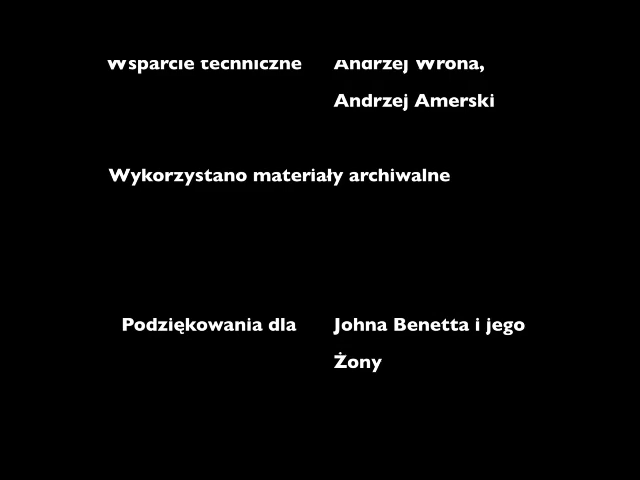 Wsparcie techniczne Andrzej Wrona,
Andrzej Amerski
Wykorzystano materiały archiwalne
Podziękowania dla Johna Benetta i jego
Żony